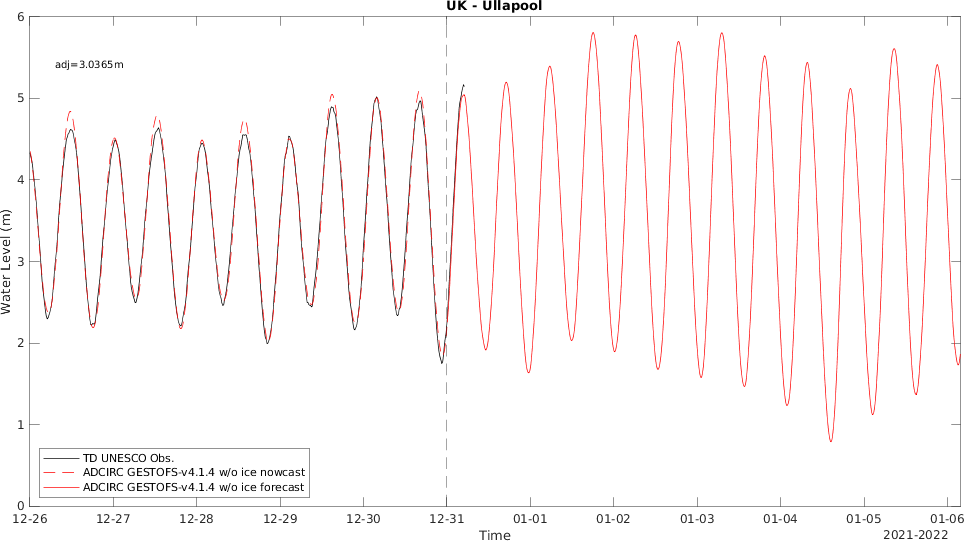 UK - Ullapool
6
adj=3.0365m
5
4
3
2
1
0
Water Level (m)
TD UNESCO Obs.
ADCIRC GESTOFS-v4.1.4 w/o ice nowcast
ADCIRC GESTOFS-v4.1.4 w/o ice forecast
12-26 12-27 12-28 12-29 12-30 12-31 01-01 01-02 01-03 01-04 01-05 01-06
Time
2021-2022